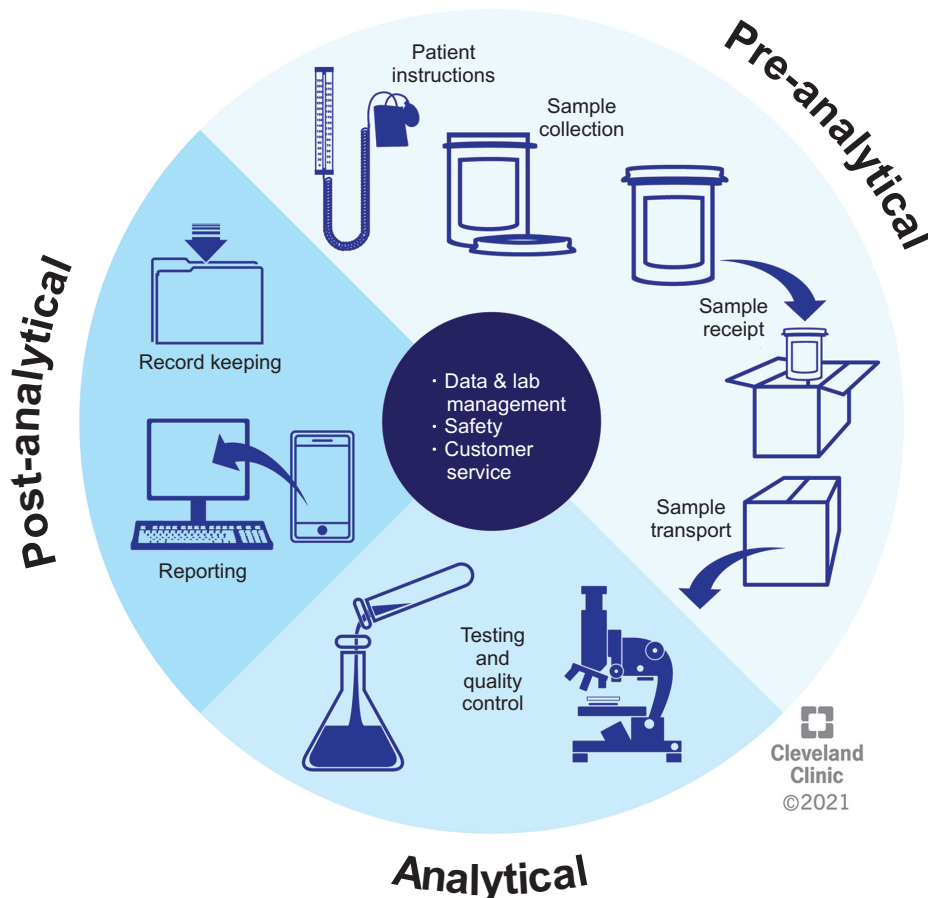 Pre-analytical
Patient
instructions
Sample
collection
Sample
receipt
Sample
transport
Testing
and
quality
control
Analytical
Reporting
Record keeping
Post-analytical
· Data & lab
management
· Safety
· Customer
service
Cleveland
Clinic
©2021